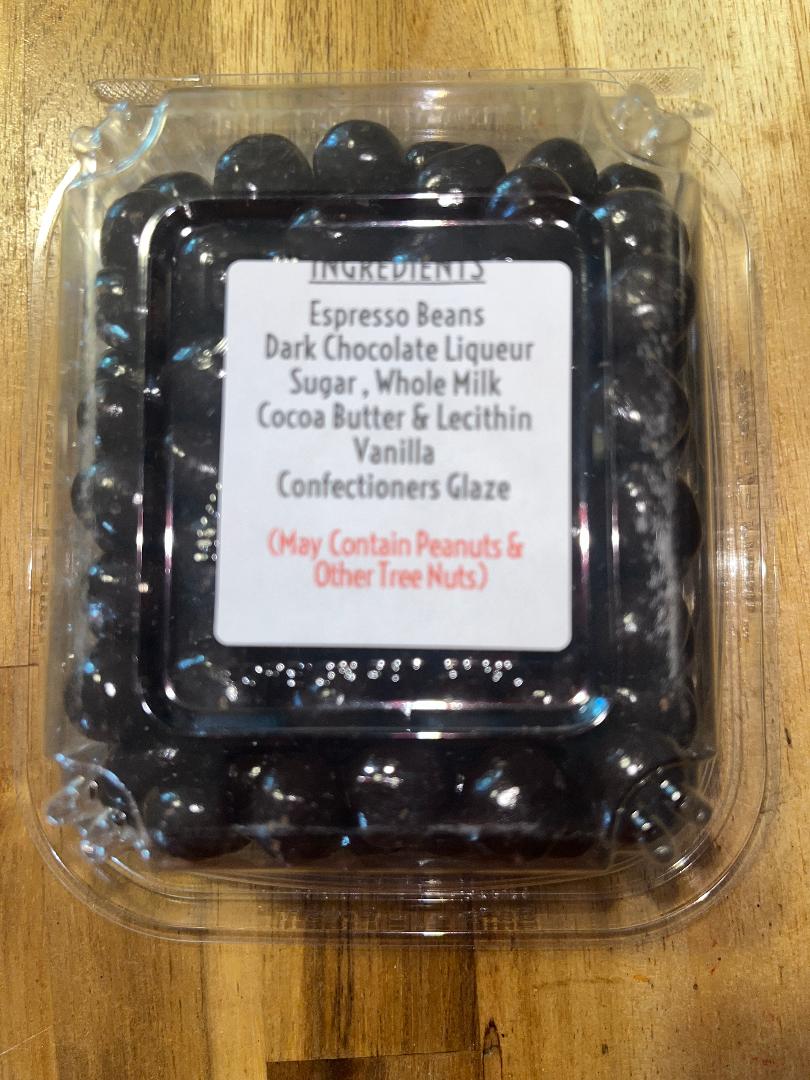 INGREDIENTS
Espresso Beans
Dark Chocolate Liqueur
Sugar , Whole Milk
Cocoa Butter & Lecithin
Vanilla
Confectioners Glaze
(May Contain Peanuts &
Other Tree Nuts)